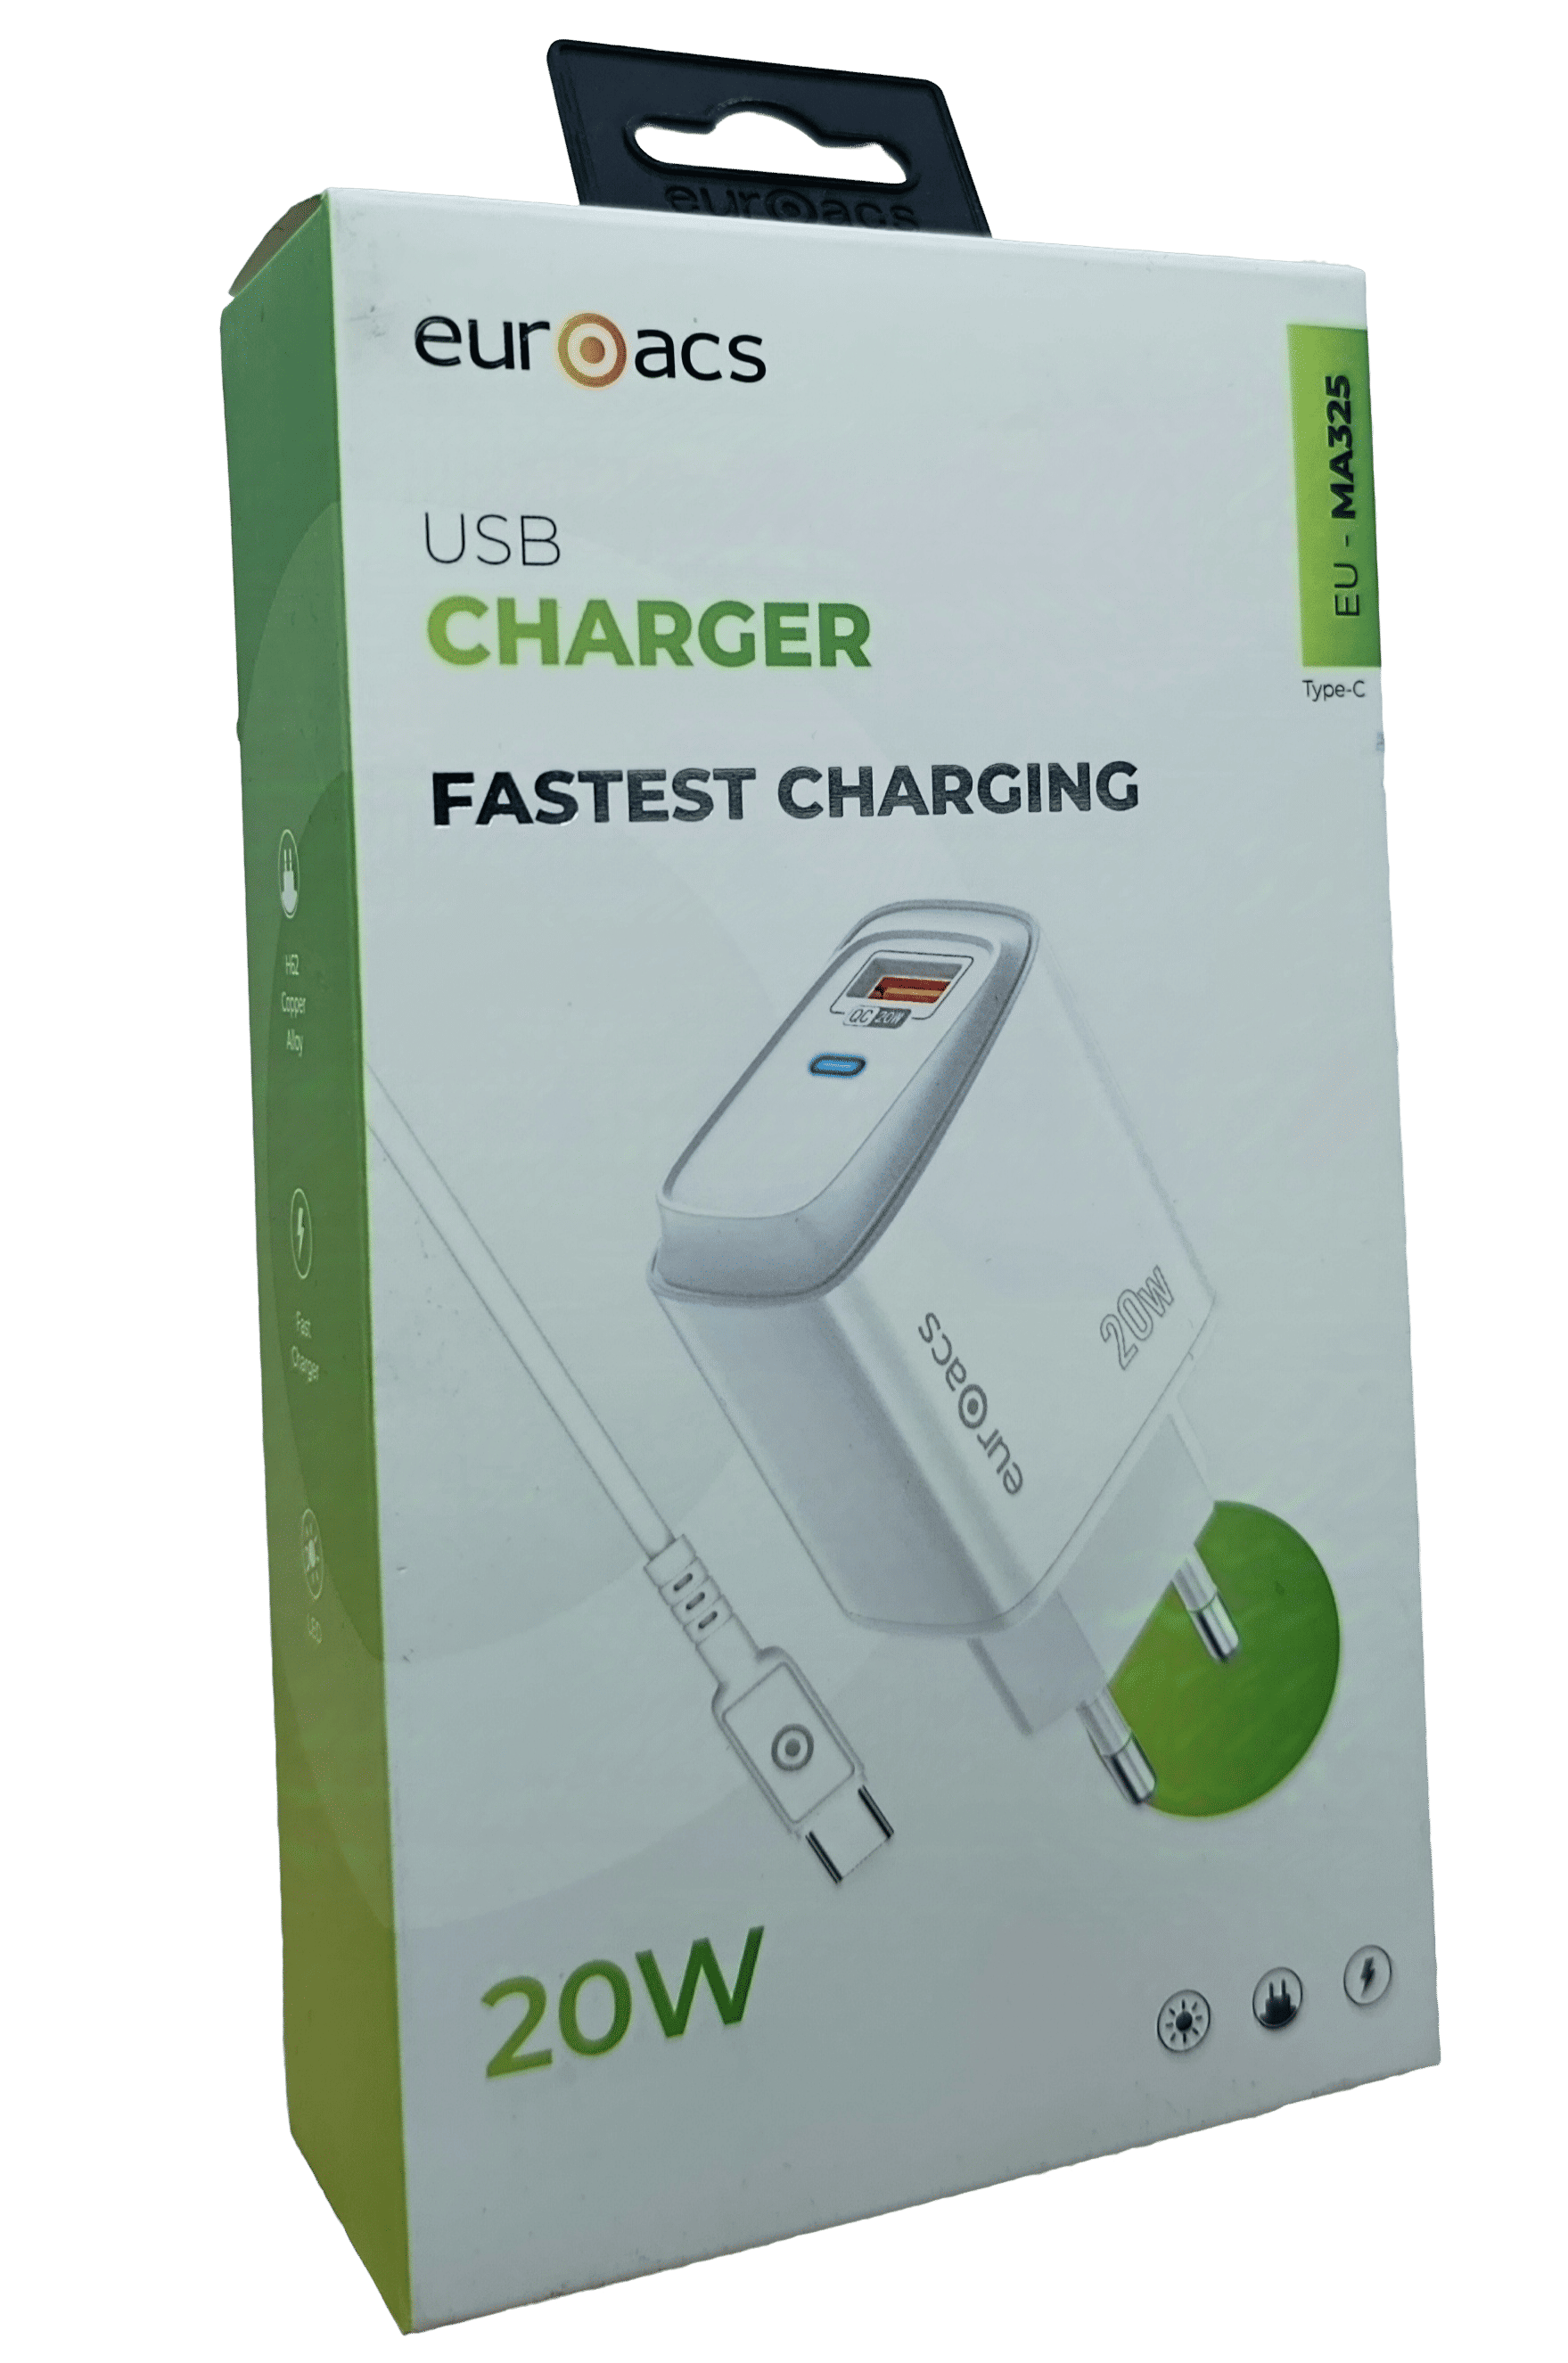 euroacs
euroacs
USB
CHARGER
FASTEST CHARGING
EU - MA325
Type-C
QC 20W
euroacs
20W
20W
H62
Copper
Alloy
Fast
Charger
LED